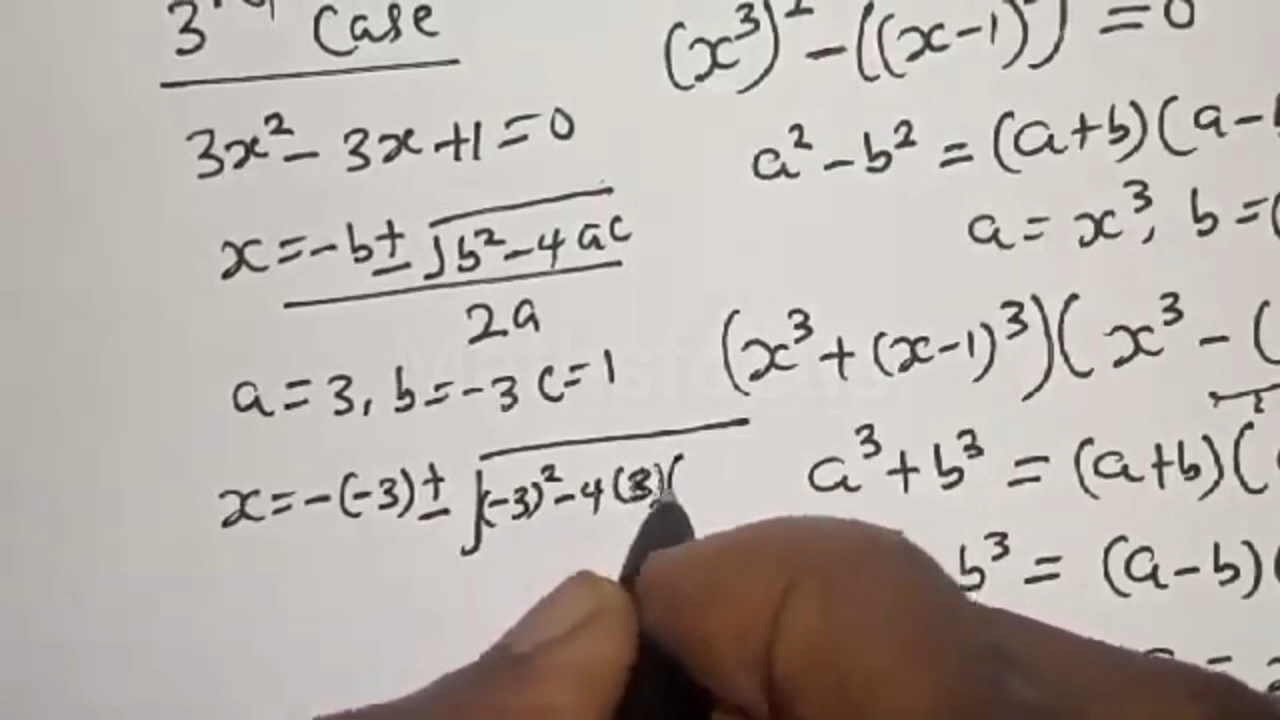 3rd Case
3x² - 3x + 1 = 0
x = -b ± √b² - 4ac
2a
a = 3, b = -3 c = 1
x = -(-3) ± √(-3)² - 4(3)(
(x³)² - ((x-1)³) = 0
a² - b² = (a+b)(a-
a = x³, b = (
(x³ + (x-1)³)(x³ - (
a³ + b³ = (a+b)(
b³ = (a-b)(